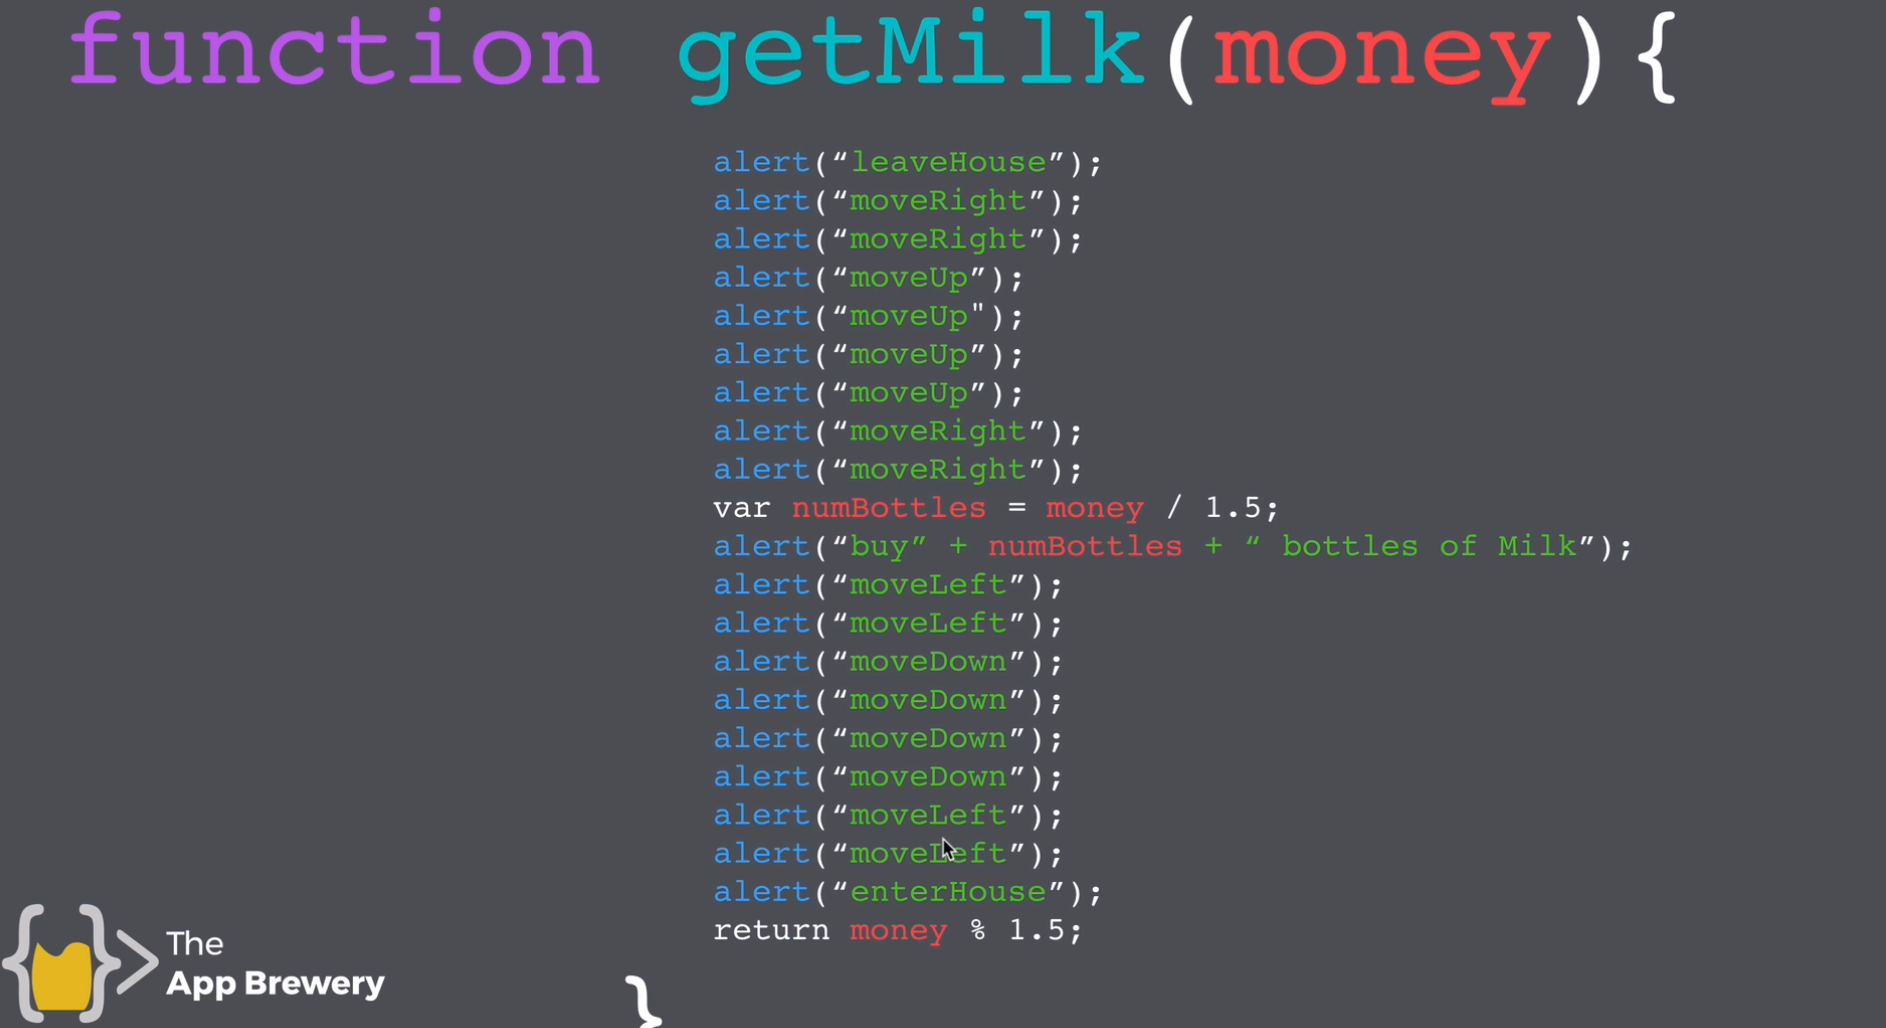 function getMilk(money){
alert(“leaveHouse”);
alert(“moveRight”);
alert(“moveRight”);
alert(“moveUp”);
alert(“moveUp");
alert(“moveUp”);
alert(“moveUp”);
alert(“moveRight”);
alert(“moveRight”);
var numBottles = money / 1.5;
alert(“buy” + numBottles + “ bottles of Milk”);
alert(“moveLeft”);
alert(“moveLeft”);
alert(“moveDown”);
alert(“moveDown”);
alert(“moveDown”);
alert(“moveDown”);
alert(“moveLeft”);
alert(“moveLeft”);
alert(“enterHouse”);
return money % 1.5;
}
The
App Brewery